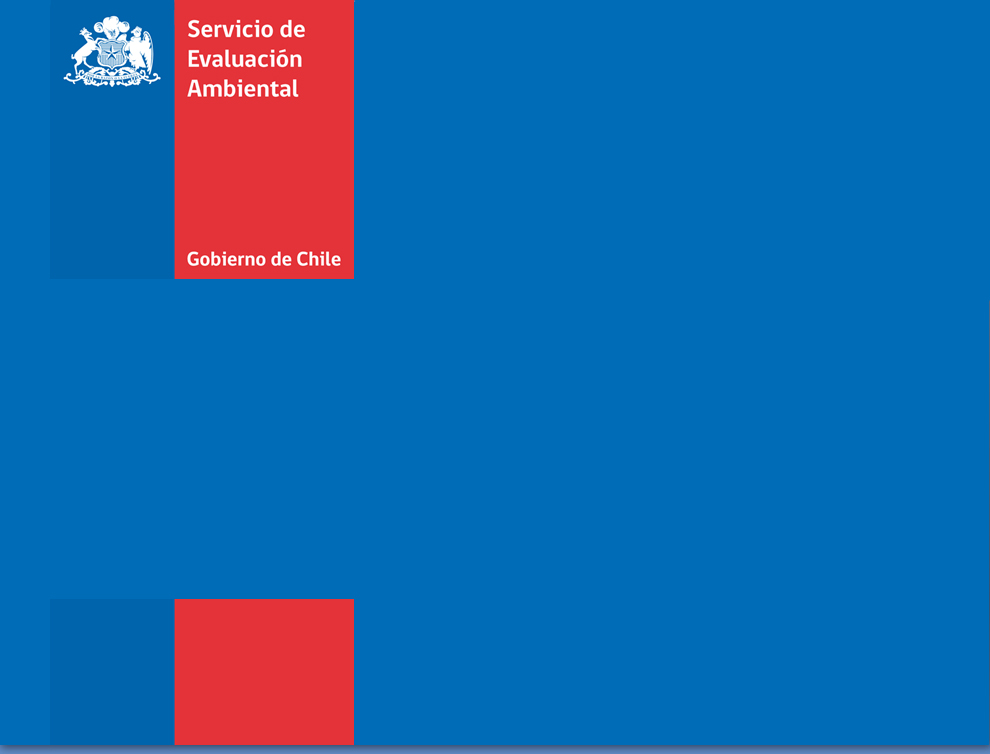 Servicio de
Evaluación
Ambiental
Gobierno de Chile